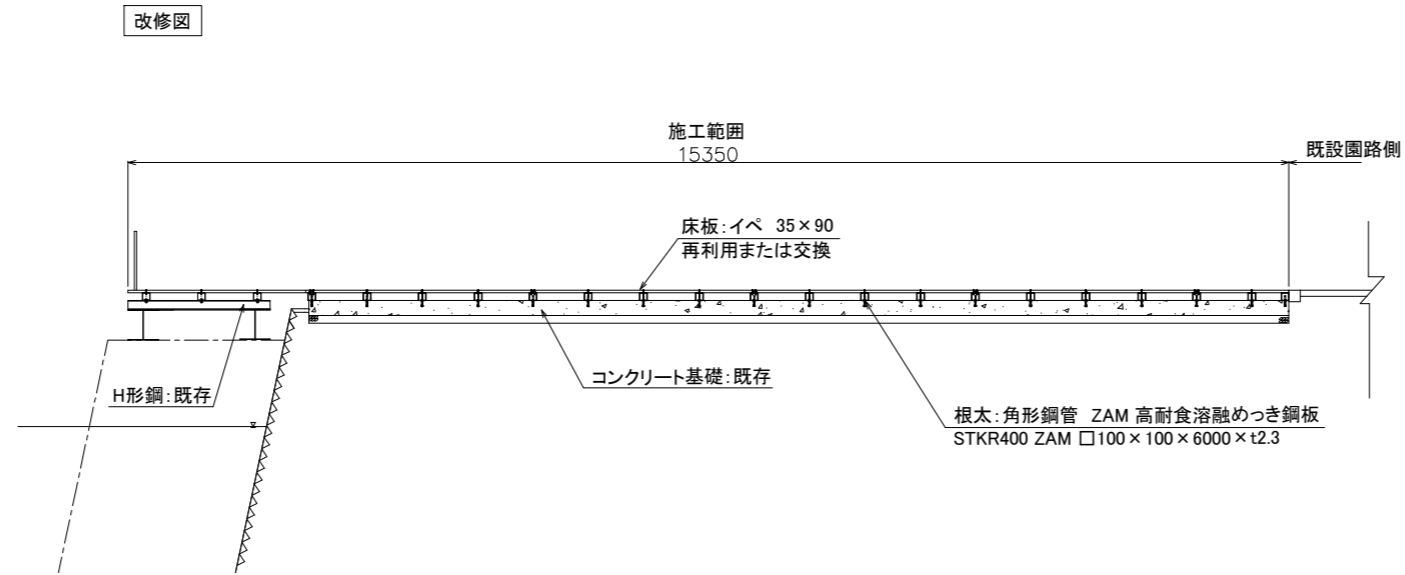 改修図
施工範囲
15350
既設園路側
床板:イペ 35×90
再利用または交換
H形鋼:既存
コンクリート基礎:既存
根太:角形鋼管 ZAM 高耐食溶融めっき鋼板
STKR400 ZAM □100×100×6000×t2.3